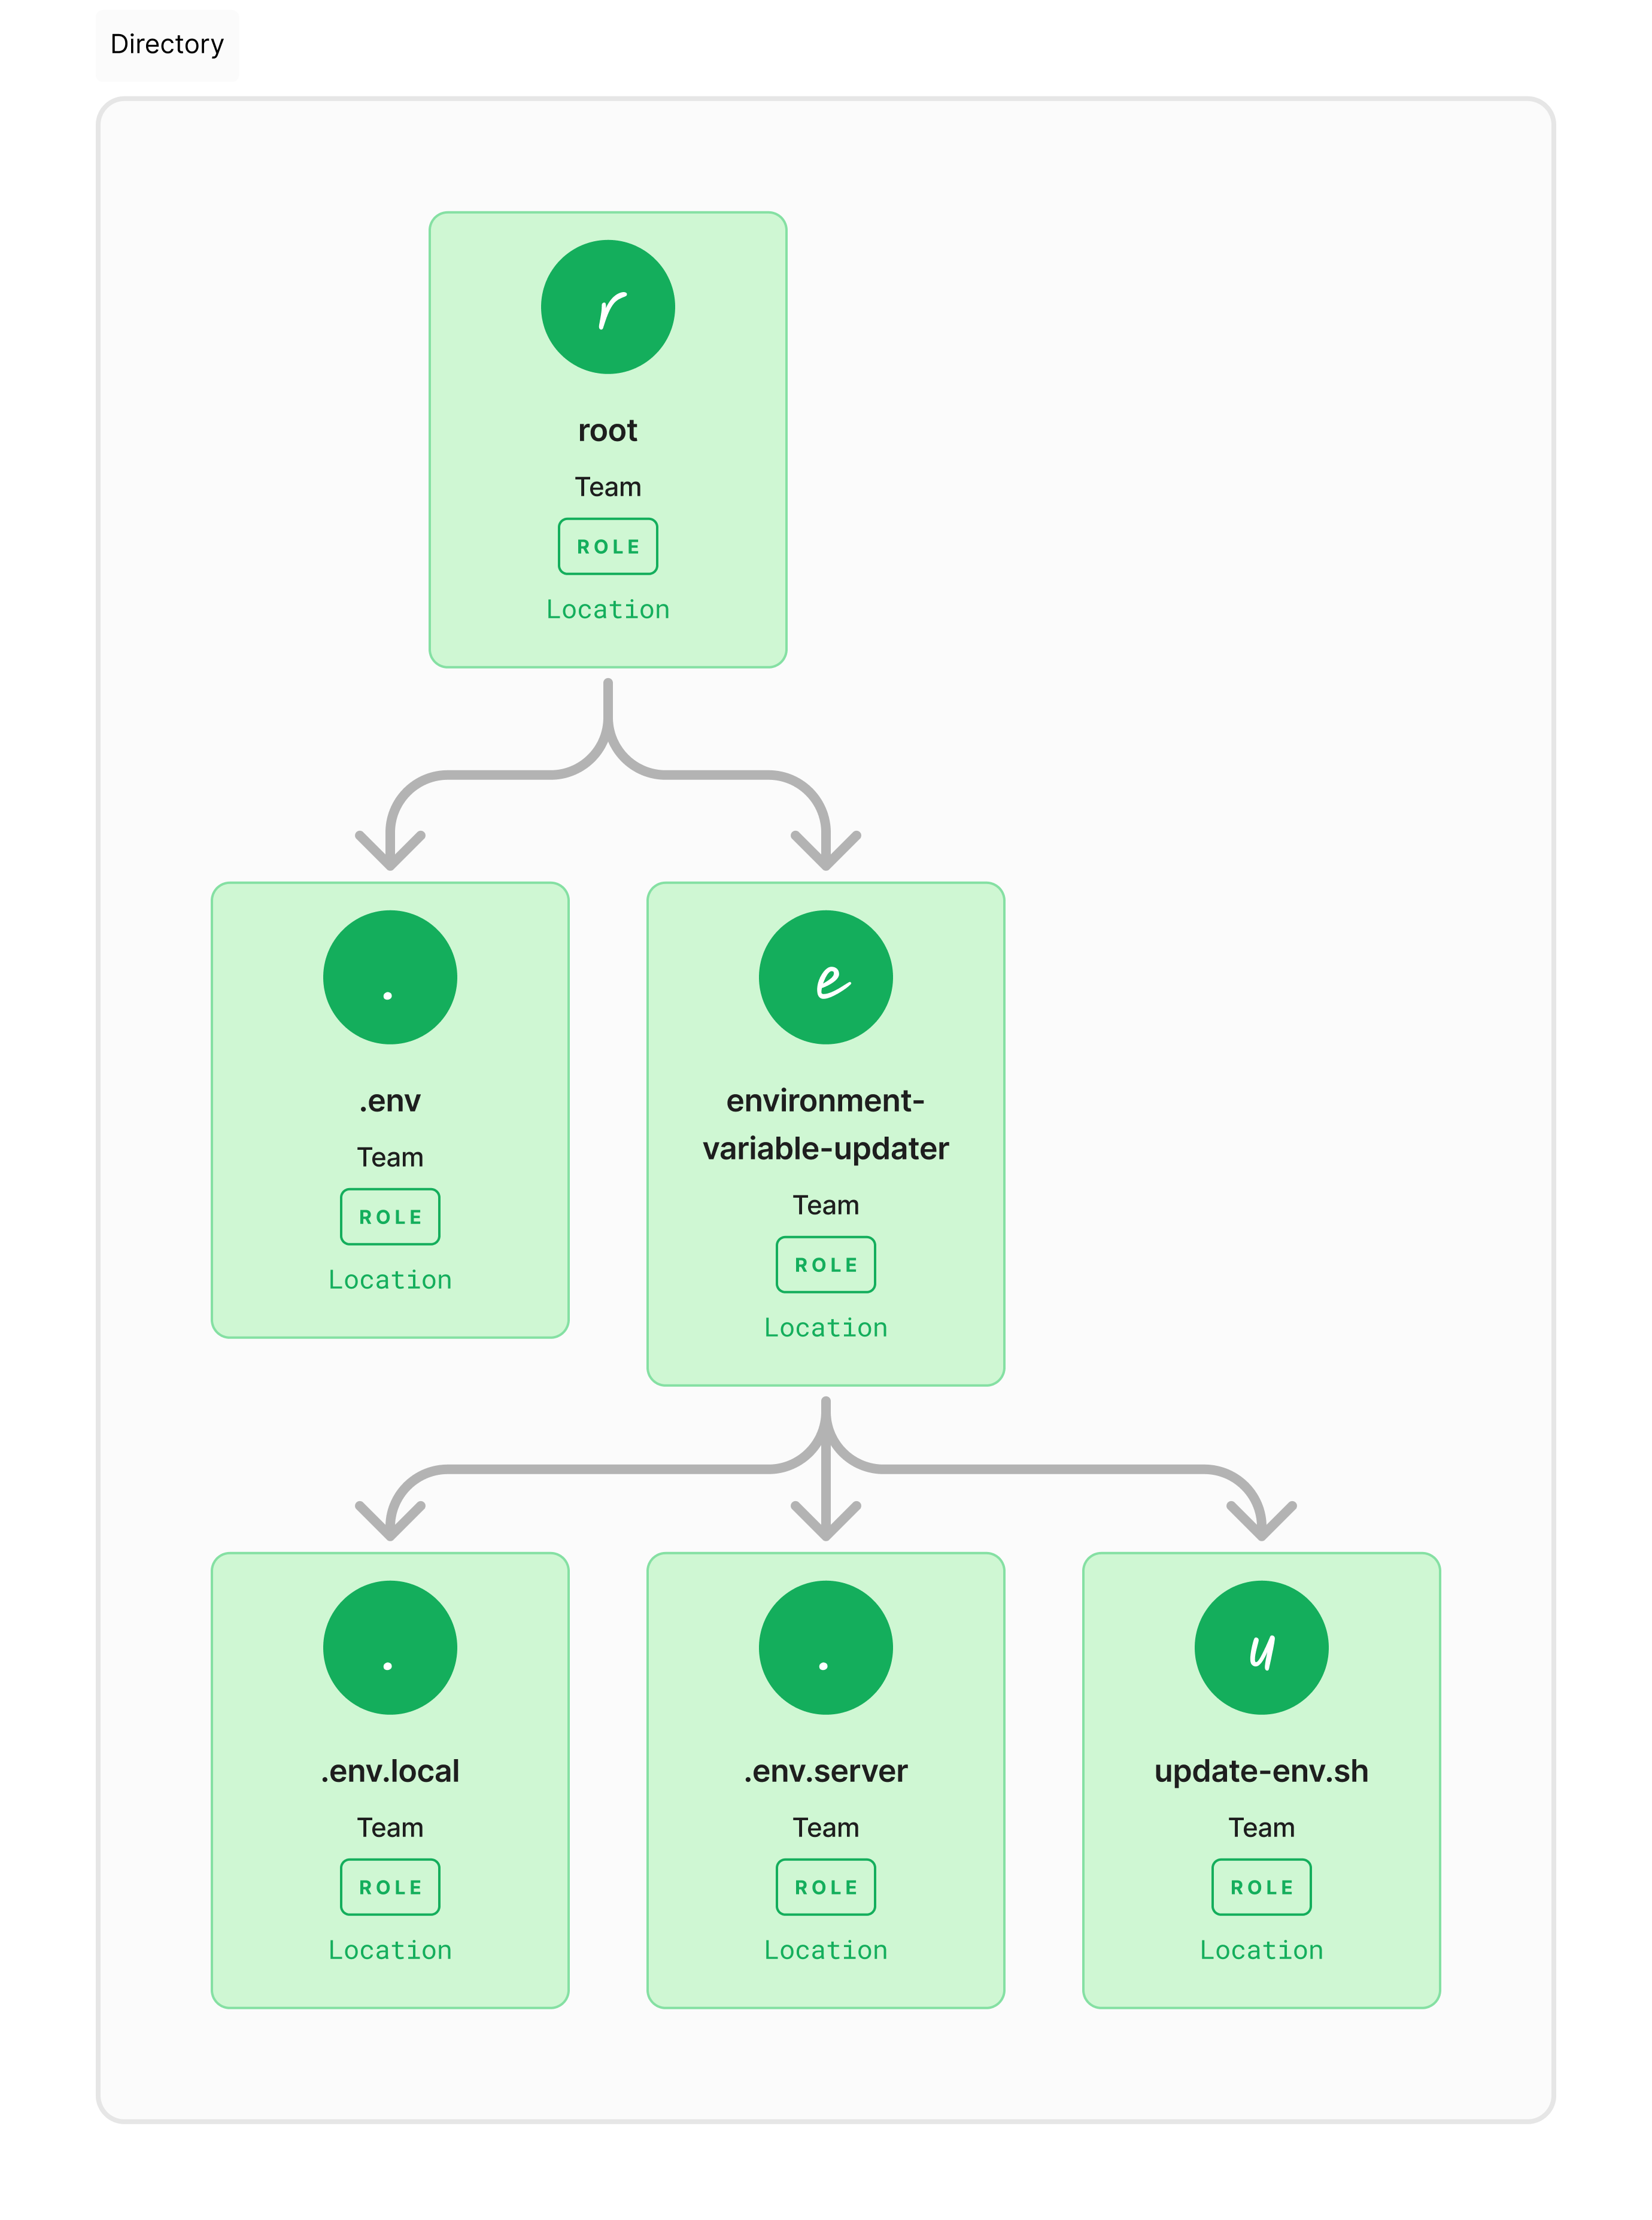 Directory
r
root
Team
ROLE
Location
.
.env
Team
ROLE
Location
e
environment-
variable-updater
Team
ROLE
Location
.
.env.local
Team
ROLE
Location
.
.env.server
Team
ROLE
Location
u
update-env.sh
Team
ROLE
Location